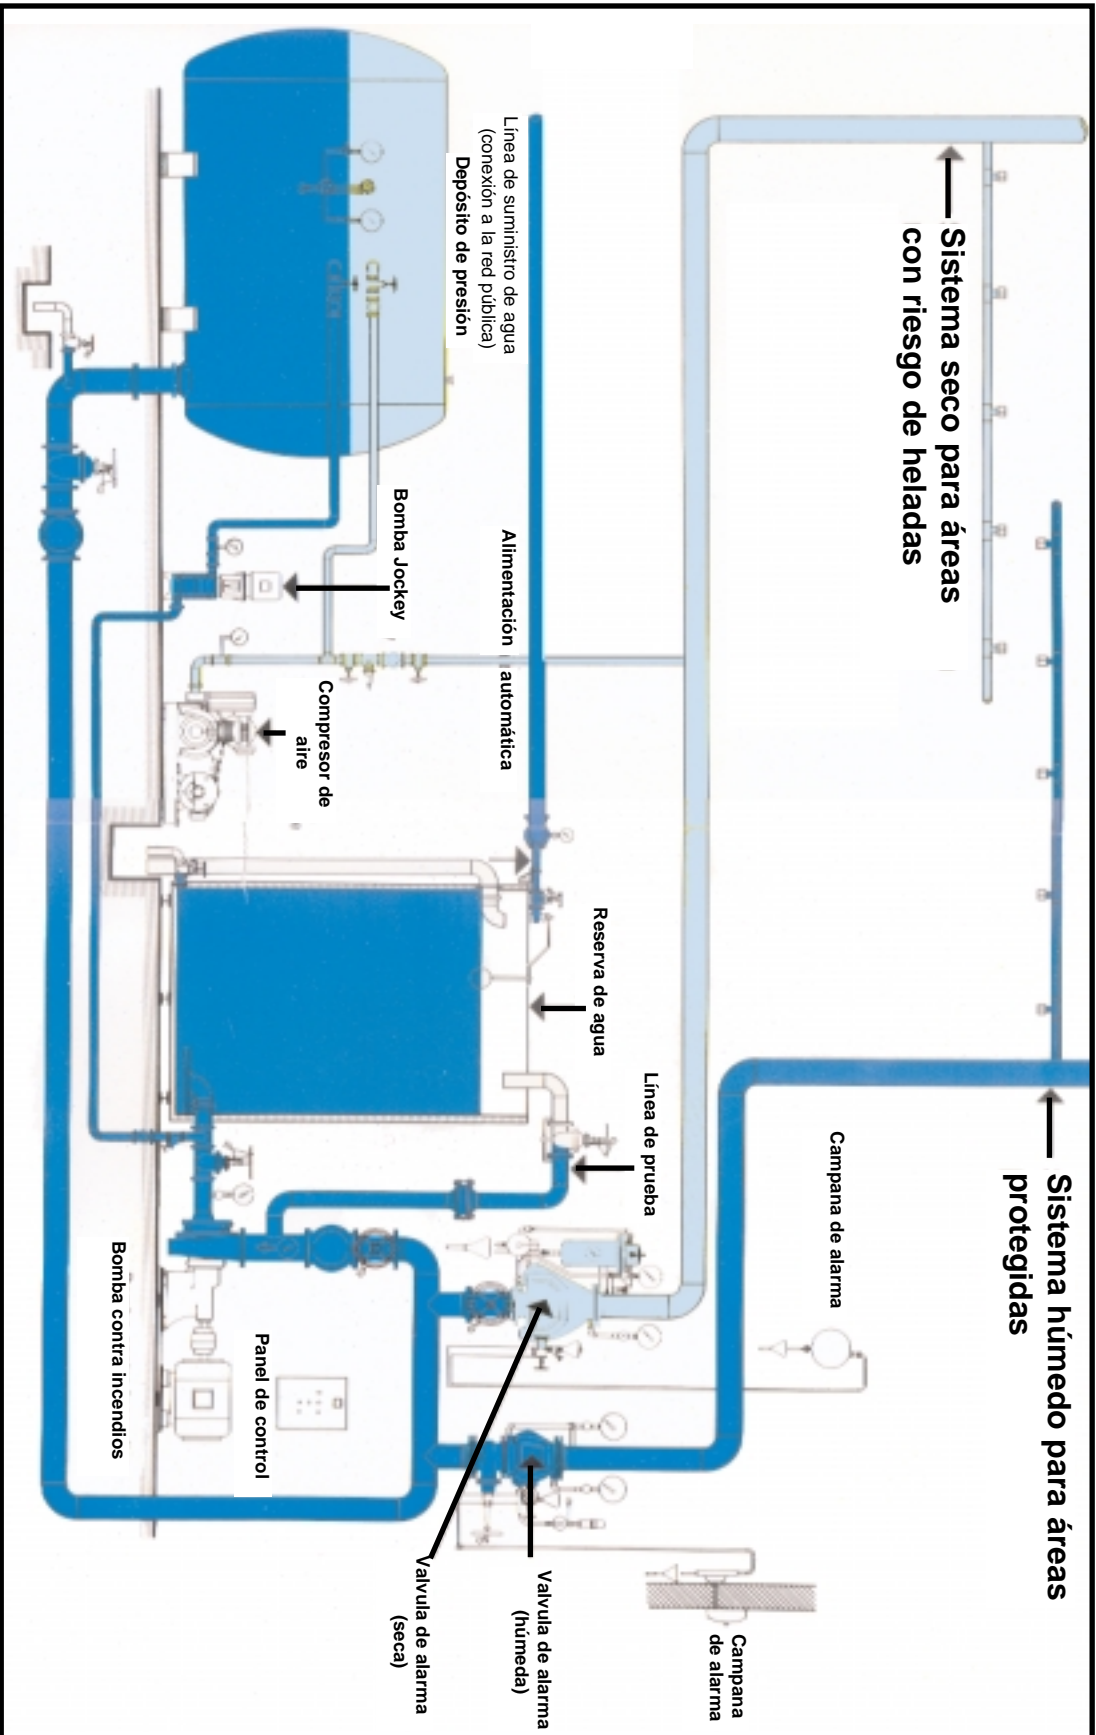 Sistema seco para áreas
con riesgo de heladas
Sistema húmedo para áreas
protegidas
Campana de alarma
Campana
de alarma
Línea de suministro de agua
(conexión a la red pública)
Depósito de presión
Alimentación automática
Reserva de agua
Línea de prueba
Valvula de alarma
(húmeda)
Valvula de alarma
(seca)
Bomba Jockey
Compresor de
aire
Panel de control
Bomba contra incendios